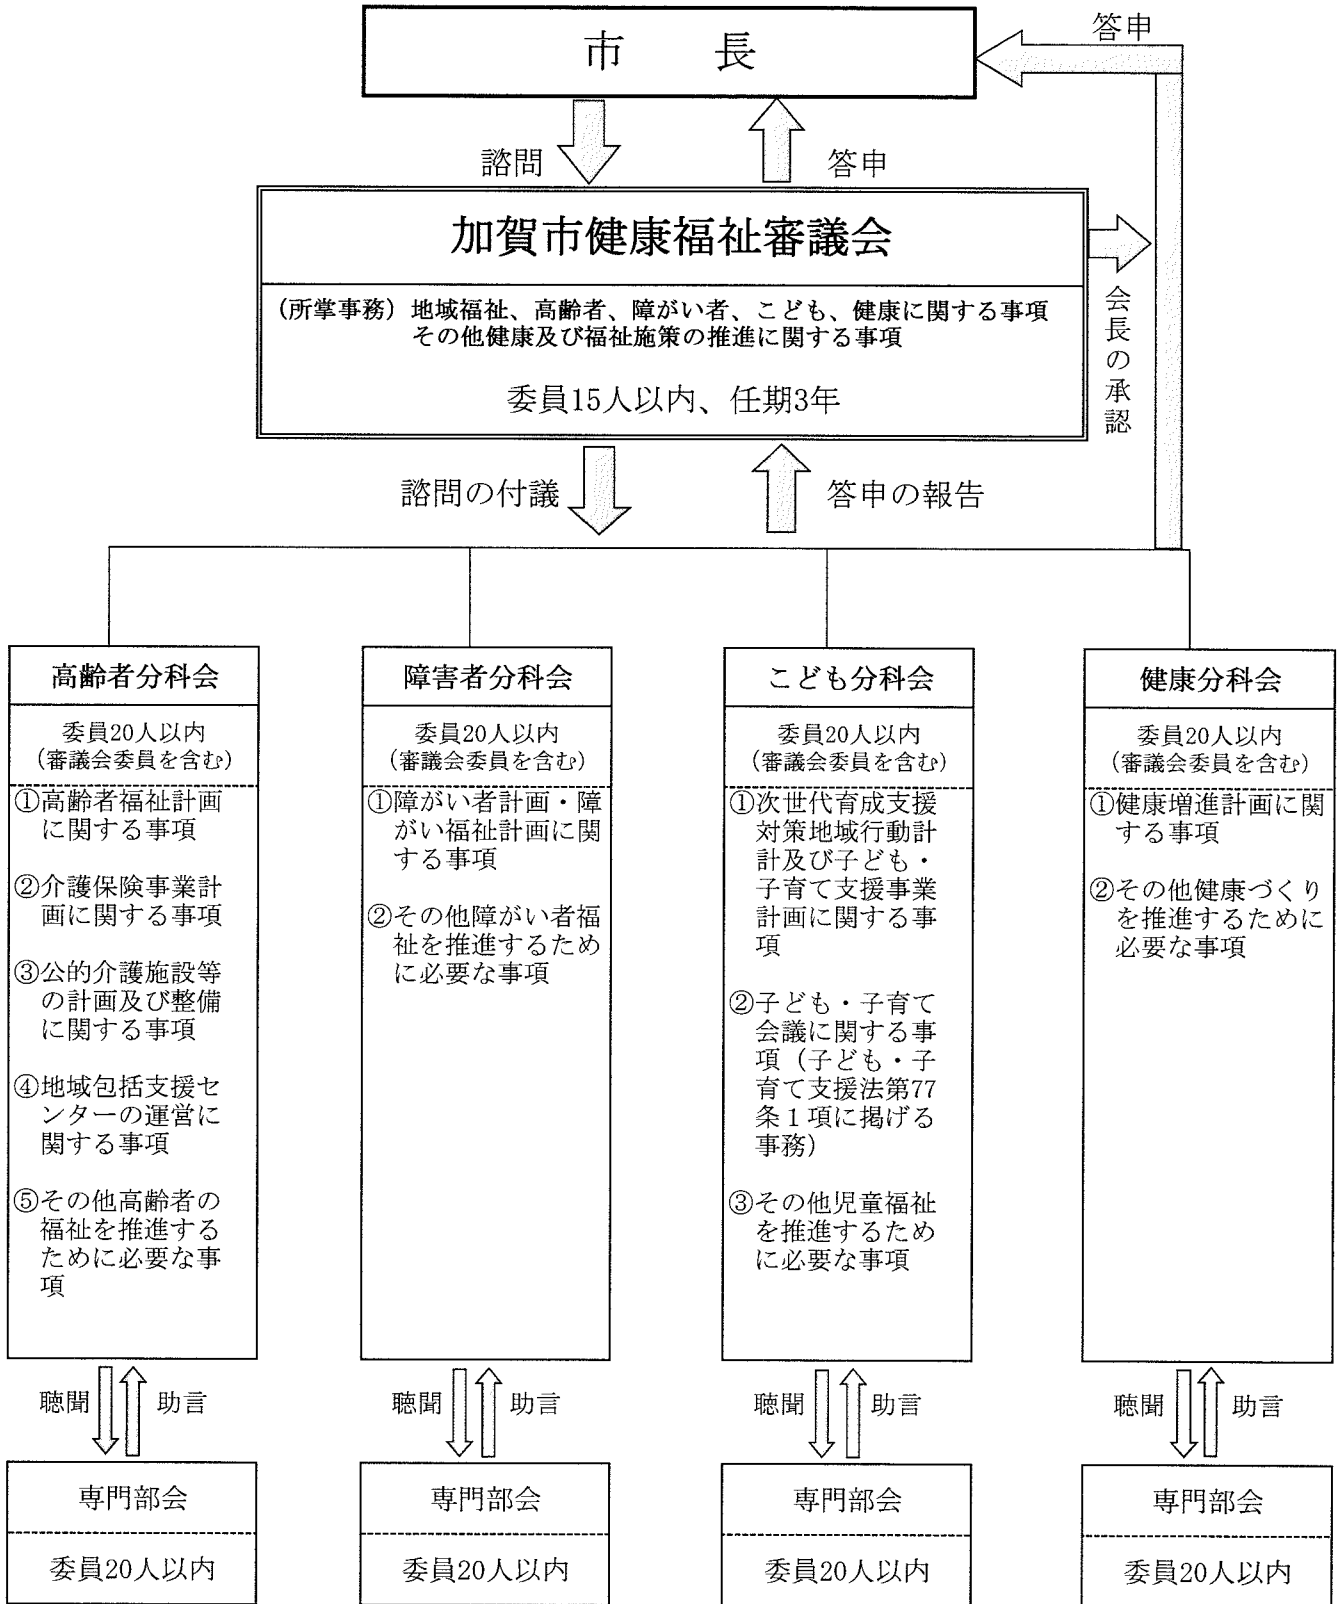 市　　長
答申
諮問
答申
加賀市健康福祉審議会
（所掌事務）地域福祉、高齢者、障がい者、こども、健康に関する事項
その他健康及び福祉施策の推進に関する事項
委員15人以内、任期3年
会長の承認
諮問の付議
答申の報告
高齢者分科会
委員20人以内
（審議会委員を含む）
①高齢者福祉計画
に関する事項
②介護保険事業計
画に関する事項
③公的介護施設等
の計画及び整備
に関する事項
④地域包括支援セ
ンターの運営に
関する事項
⑤その他高齢者の
福祉を推進する
ために必要な事
項
聴聞
助言
専門部会
委員20人以内
障害者分科会
委員20人以内
（審議会委員を含む）
①障がい者計画・障
がい福祉計画に関
する事項
②その他障がい者福
祉を推進するため
に必要な事項
聴聞
助言
専門部会
委員20人以内
こども分科会
委員20人以内
（審議会委員を含む）
①次世代育成支援
対策地域行動計
計及び子ども・
子育て支援事業
計画に関する事
項
②子ども・子育て
会議に関する事
項（子ども・子
育て支援法第77
条１項に掲げる
事務）
③その他児童福祉
を推進するため
に必要な事項
聴聞
助言
専門部会
委員20人以内
健康分科会
委員20人以内
（審議会委員を含む）
①健康増進計画に関
する事項
②その他健康づくり
を推進するために
必要な事項
聴聞
助言
専門部会
委員20人以内